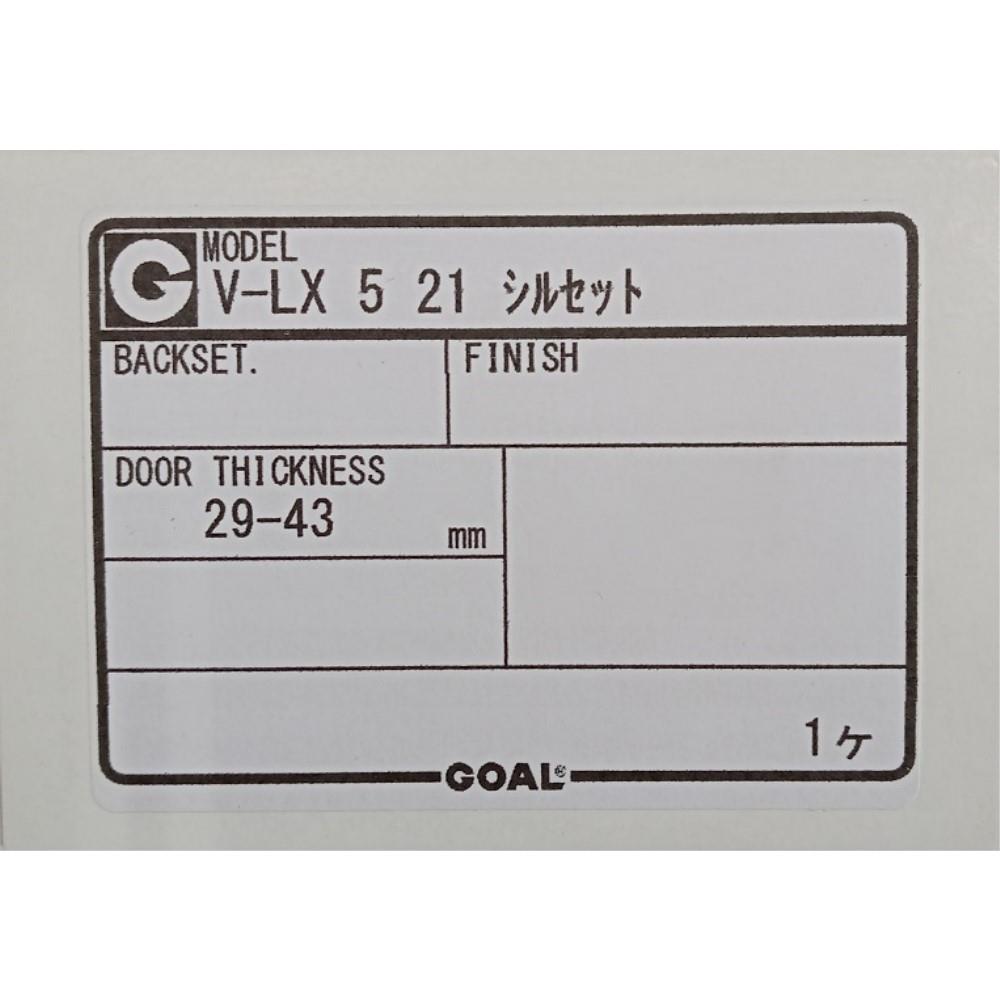 G MODEL
V-LX 5 21 シルセット
BACKSET. FINISH
DOOR THICKNESS
29-43 mm
1ヶ
GOAL®